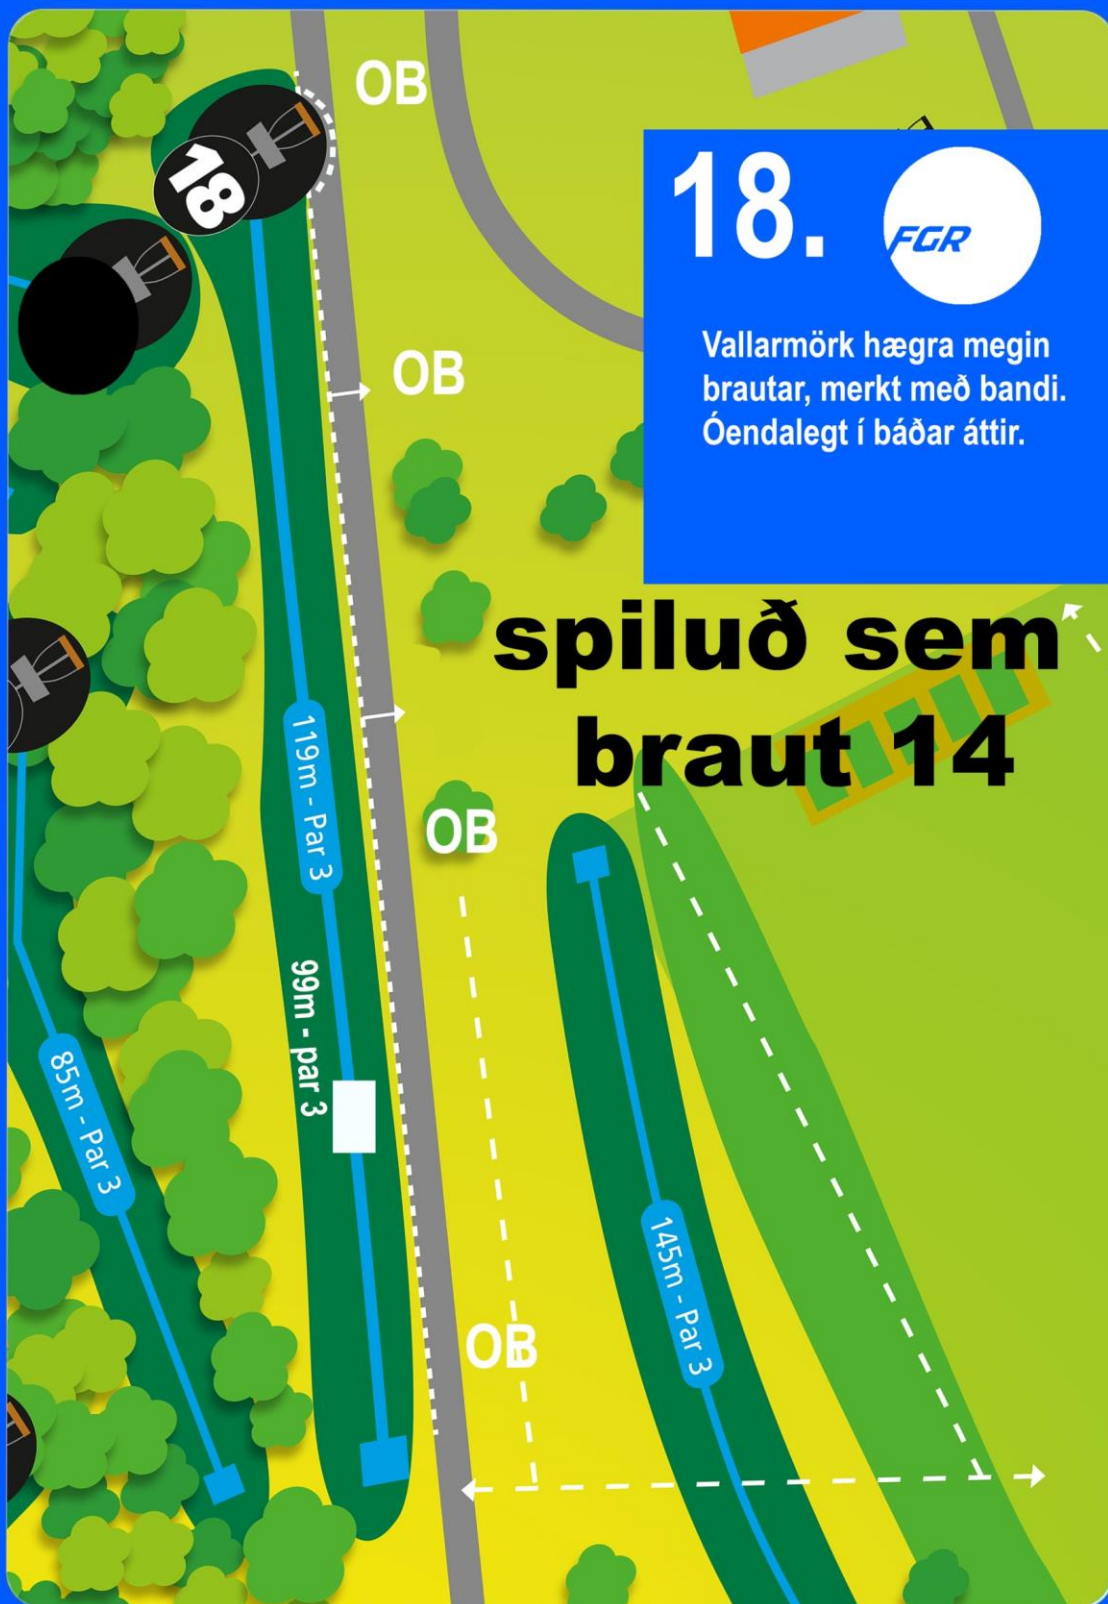 OB
18
18.
FGR
Vallarmörk hægra megin
brautar, merkt með bandi.
Óendalegt í báðar áttir.
OB
spiluð sem
braut 14
119m - Par 3
OB
99m - par 3
85m - Par 3
145m - Par 3
OB